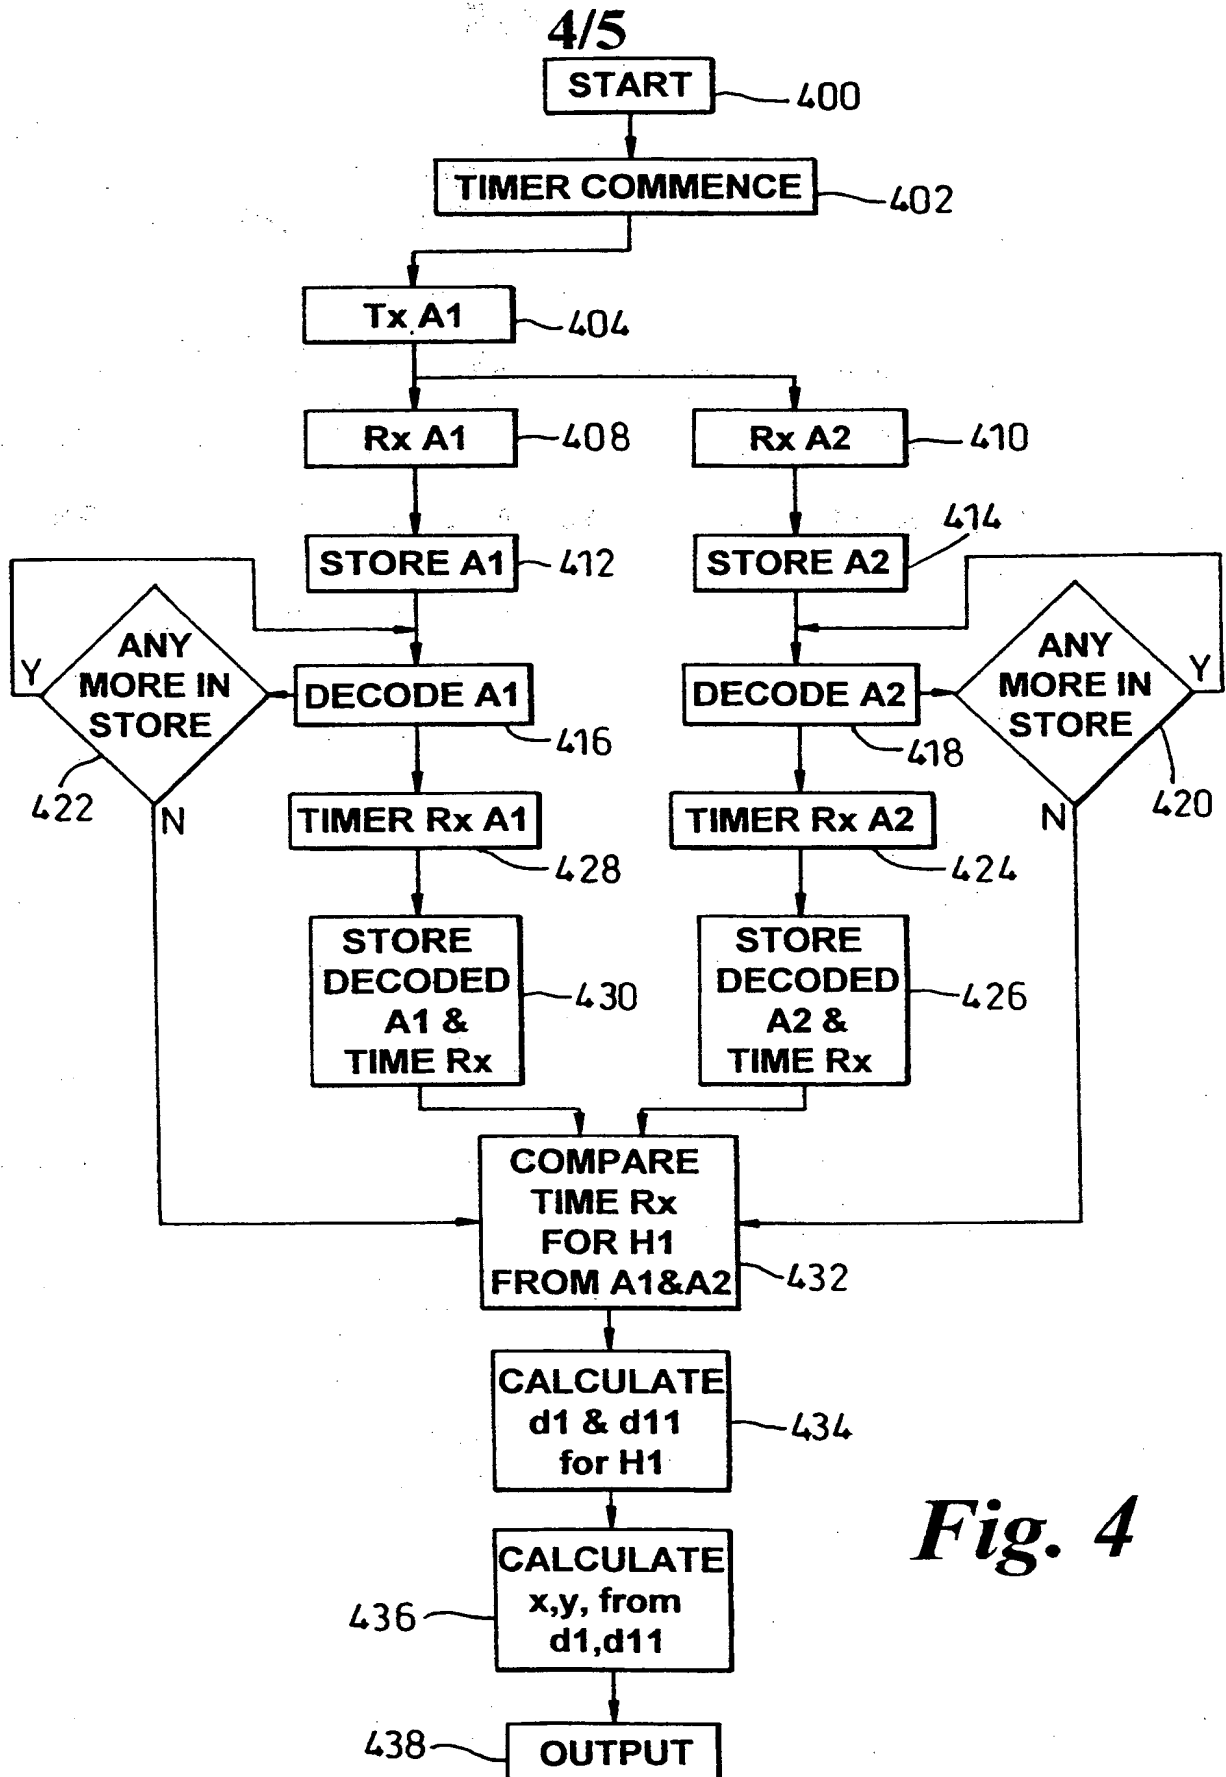 4/5
START
400
TIMER COMMENCE
402
Tx A1
404
Rx A1
408
Rx A2
410
STORE A1
412
STORE A2
414
ANY
MORE IN
STORE
Y
N
422
DECODE A1
416
DECODE A2
418
ANY
MORE IN
STORE
Y
N
420
TIMER Rx A1
428
TIMER Rx A2
424
STORE
DECODED
A1 &
TIME Rx
430
STORE
DECODED
A2 &
TIME Rx
426
COMPARE
TIME Rx
FOR H1
FROM A1&A2
432
CALCULATE
d1 & d11
for H1
434
CALCULATE
x,y, from
d1,d11
436
OUTPUT
438
Fig. 4